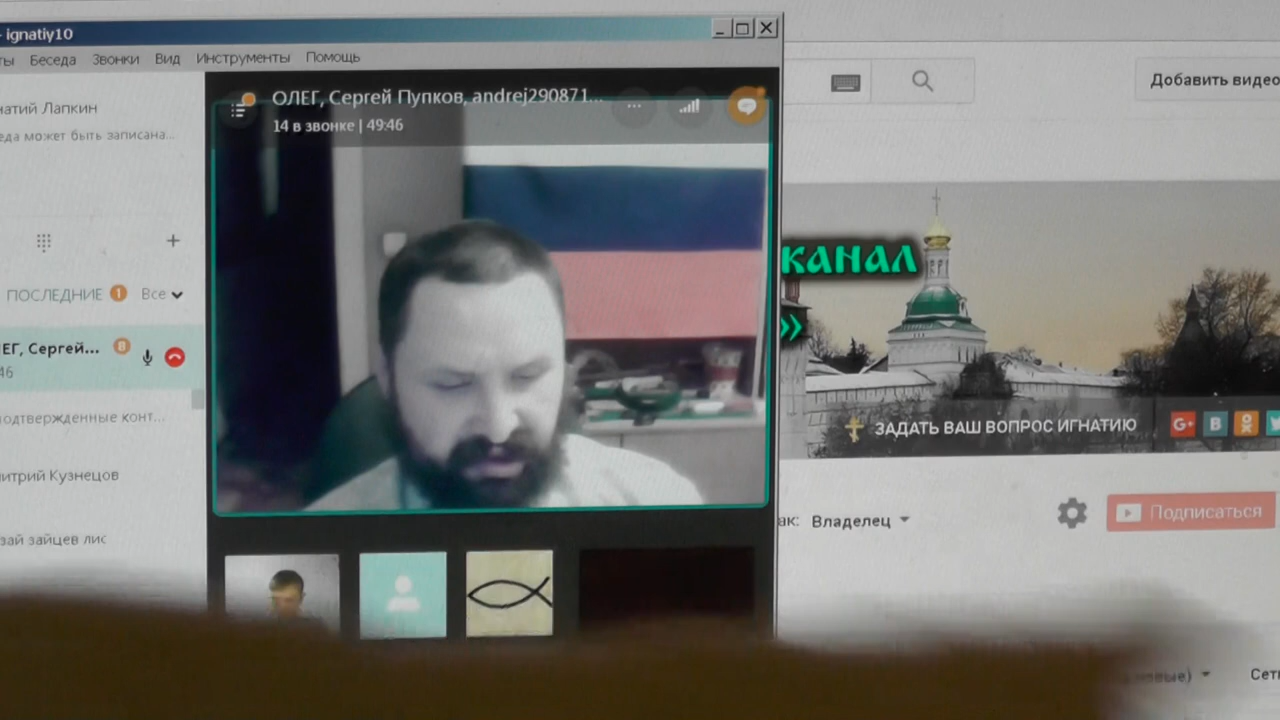 - ignatiy10
ты Беседа Звонки Вид Инструменты Помощь
натий Лапкин
еда может быть записана...
ОЛЕГ, Сергей Пупков, andrej290871...
14 в звонке | 49:46
ПОСЛЕДНИЕ 1 Все
ЕГ, Сергей... 8
46
подтвержденные конт...
итрий Кузнецов
зай зайцев лис
Добавить видео
КАНАЛ
»
ЗАДАТЬ ВАШ ВОПРОС ИГНАТИЮ
G+ В
ак: Владелец
Подписаться
овые)
Сет